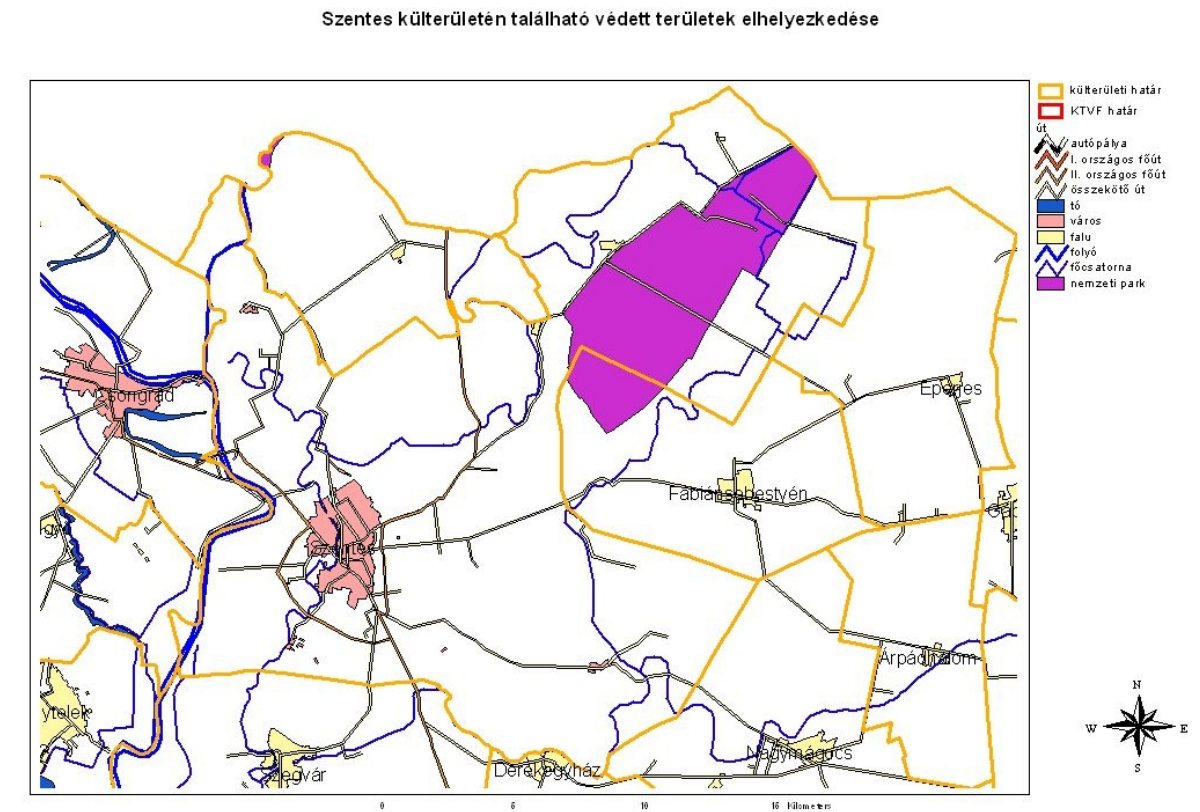 Szentes külterületén található védett területek elhelyezkedése
külterületi határ
KTVF határ
út
autópálya
I. országos főút
II. országos főút
összekötő út
tó
város
falu
folyó
főcsatorna
nemzeti park
Csongrád
Eperjes
Fábiánsebestyén
Szentes
Árpádhalom
ytelek
Nagymágocs
Szegvár
Derekegyház
N
W
E
S
0 5 10 15 Kilometers